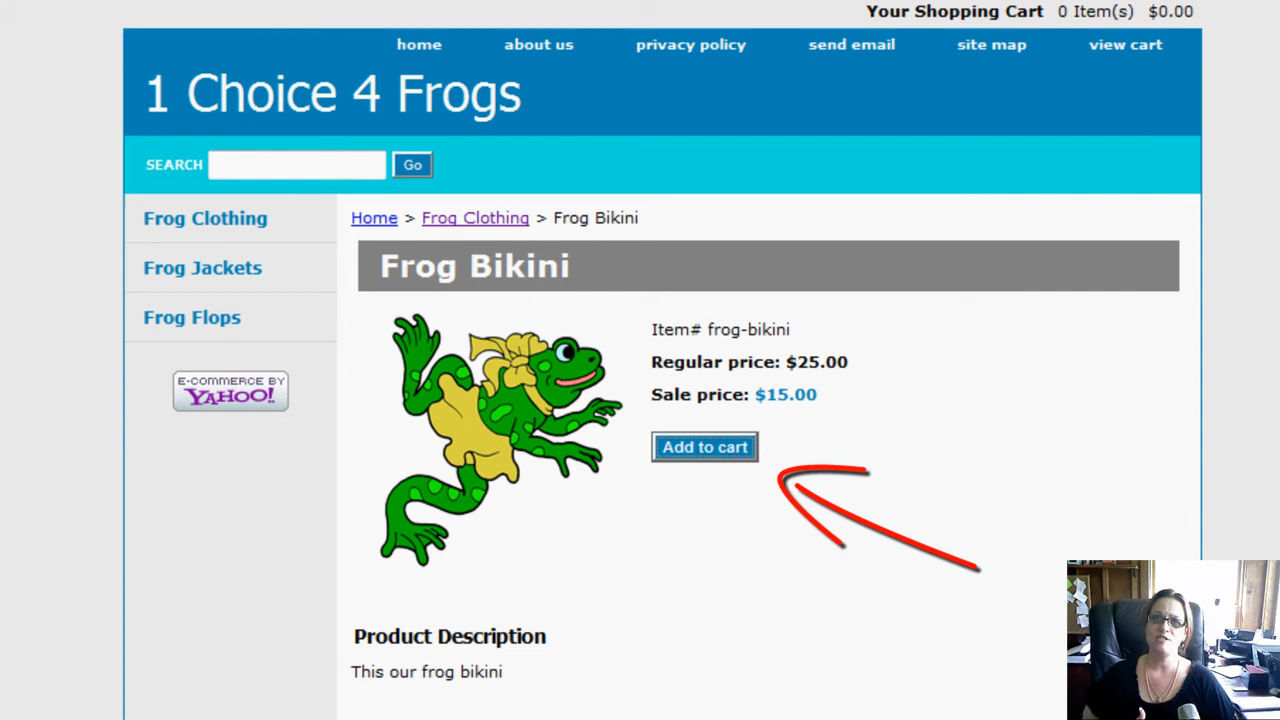 Your Shopping Cart 0 Item(s) $0.00
home about us privacy policy send email site map view cart
1 Choice 4 Frogs
SEARCH Go
Frog Clothing
Frog Jackets
Frog Flops
E-COMMERCE BY
YAHOO!
Home > Frog Clothing > Frog Bikini
Frog Bikini
Item# frog-bikini
Regular price: $25.00
Sale price: $15.00
Add to cart
Product Description
This our frog bikini